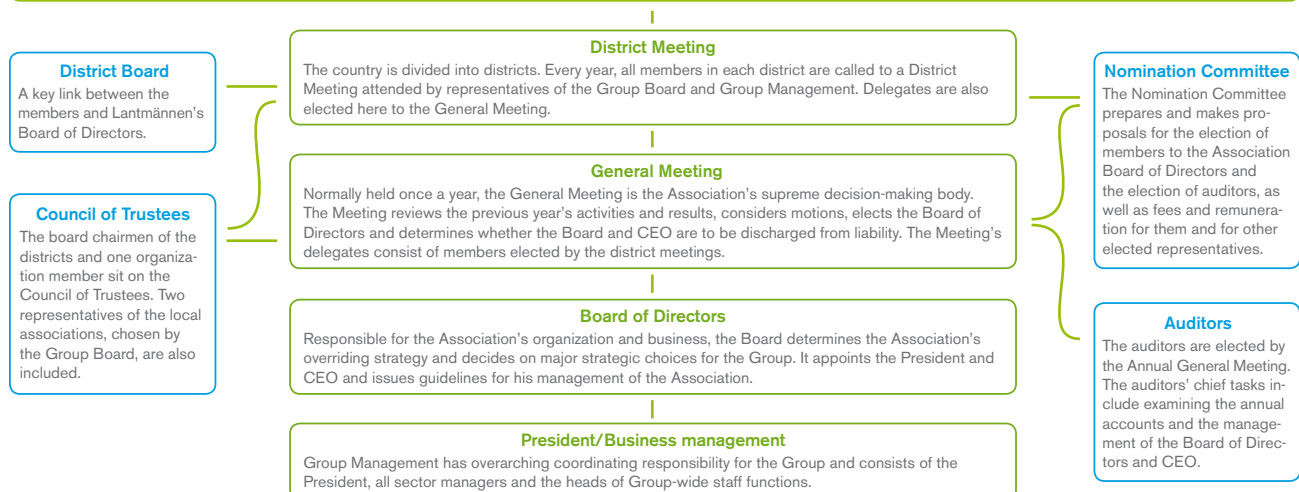 District Meeting
The country is divided into districts. Every year, all members in each district are called to a District
Meeting attended by representatives of the Group Board and Group Management. Delegates are also
elected here to the General Meeting.
District Board
A key link between the
members and Lantmännen's
Board of Directors.
Nomination Committee
The Nomination Committee
prepares and makes pro-
posals for the election of
members to the Association
Board of Directors and
the election of auditors, as
well as fees and remunera-
tion for them and for other
elected representatives.
General Meeting
Normally held once a year, the General Meeting is the Association's supreme decision-making body.
The Meeting reviews the previous year's activities and results, considers motions, elects the Board of
Directors and determines whether the Board and CEO are to be discharged from liability. The Meeting's
delegates consist of members elected by the district meetings.
Council of Trustees
The board chairmen of the
districts and one organiza-
tion member sit on the
Council of Trustees. Two
representatives of the local
associations, chosen by
the Group Board, are also
included.
Board of Directors
Responsible for the Association's organization and business, the Board determines the Association's
overriding strategy and decides on major strategic choices for the Group. It appoints the President and
CEO and issues guidelines for his management of the Association.
Auditors
The auditors are elected by
the Annual General Meeting.
The auditors' chief tasks in-
clude examining the annual
accounts and the manage-
ment of the Board of Direc-
tors and CEO.
President/Business management
Group Management has overarching coordinating responsibility for the Group and consists of the
President, all sector managers and the heads of Group-wide staff functions.